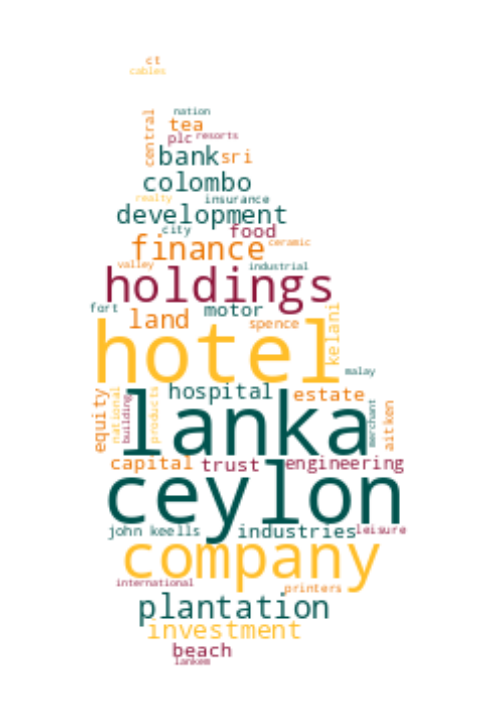 ct
cables
nation
central
tea
plc resorts
bank sri
colombo
realty insurance
development
city food
finance ceramic
valley industrial
holdings
fort land motor
spence kelani
hotel
malay
hospital estate
equity national building products
lanka
merchant aitken
capital trust engineering
ceylon
john keells industries leisure
company
international printers
plantation
investment
beach
lankem